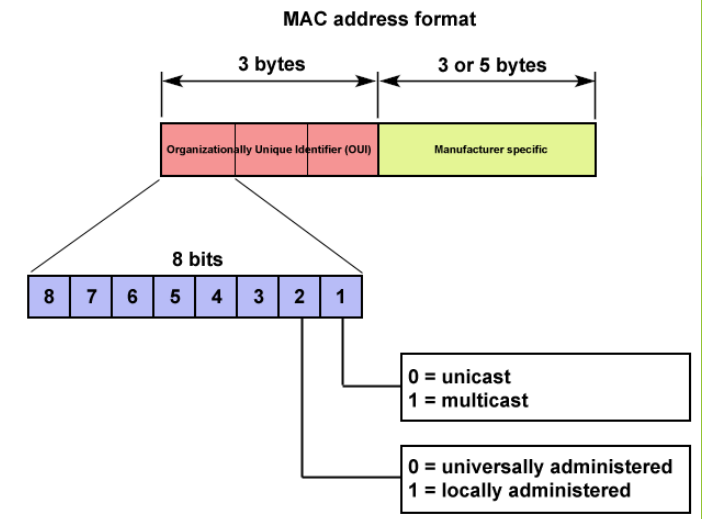 MAC address format
3 bytes
3 or 5 bytes
Organizationally Unique Identifier (OUI)
Manufacturer specific
8 bits
8 7 6 5 4 3 2 1
0 = unicast
1 = multicast
0 = universally administered
1 = locally administered